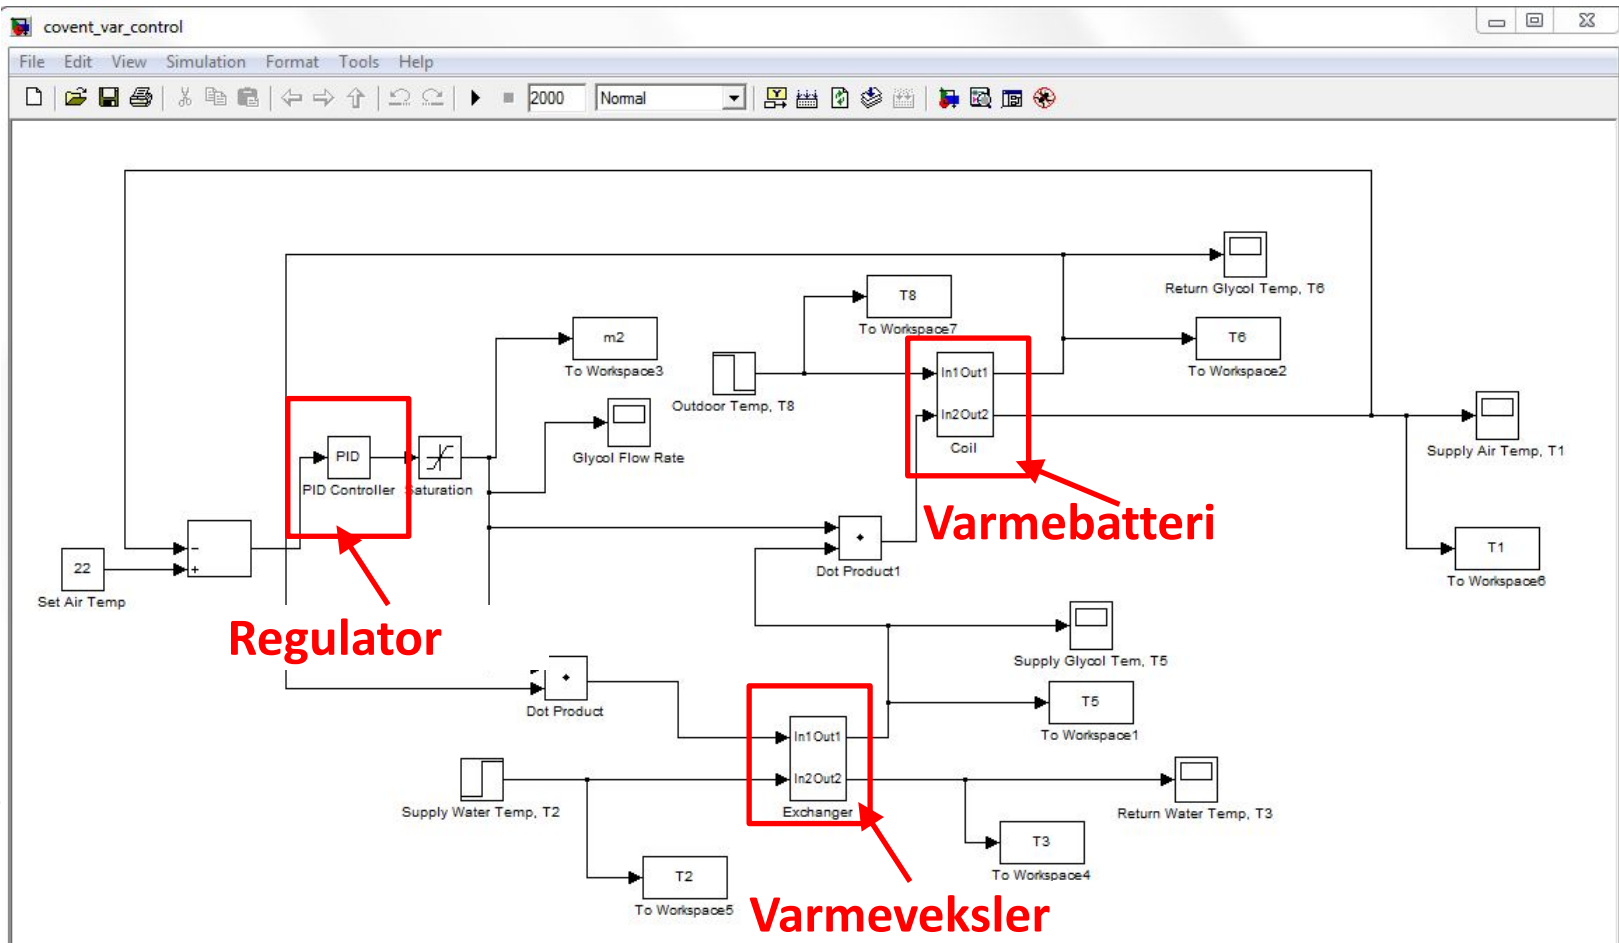 covent_var_control
File Edit View Simulation Format Tools Help
2000 Normal
Return Glycol Temp, T6
T8
To Workspace7
m2
To Workspace3
T6
To Workspace2
Outdoor Temp, T8
In1 Out1
In2 Out2
Coil
Glycol Flow Rate
Supply Air Temp, T1
PID
PID Controller
Saturation
Varmebatteri
-
+
22
Set Air Temp
Dot Product1
T1
To Workspace6
Regulator
Supply Glycol Tem, T5
Dot Product
T5
To Workspace1
In1 Out1
In2 Out2
Exchanger
Supply Water Temp, T2
Return Water Temp, T3
T3
To Workspace4
T2
To Workspace5
Varmeveksler